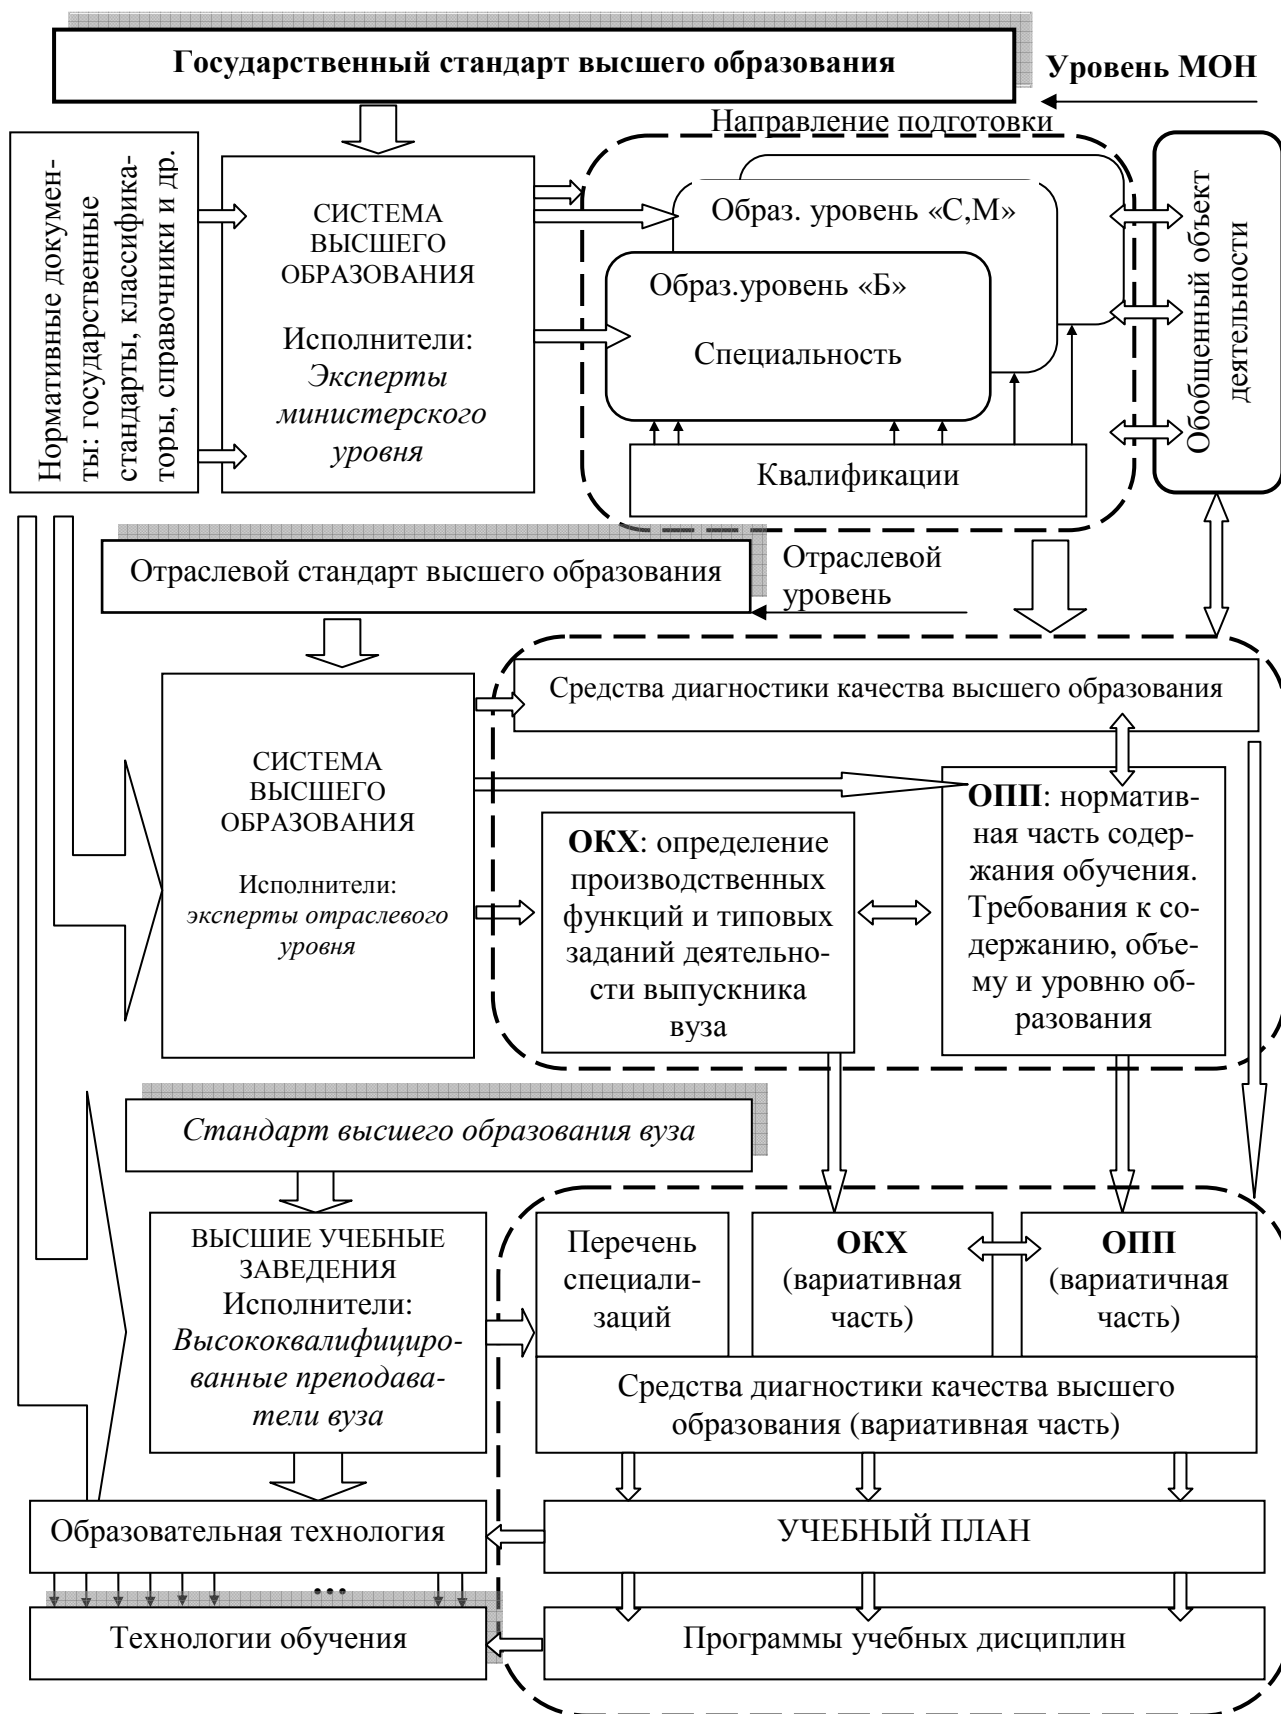 Государственный стандарт высшего образования
Уровень МОН
Нормативные докумен-
ты: государственные
стандарты, классифика-
торы, справочники и др.
СИСТЕМА
ВЫСШЕГО
ОБРАЗОВАНИЯ
Исполнители:
Эксперты
министерского
уровня
Направление подготовки
Образ. уровень «С,М»
Образ.уровень «Б»
Специальность
Квалификации
Обобщенный объект
деятельности
Отраслевой стандарт высшего образования
Отраслевой
уровень
СИСТЕМА
ВЫСШЕГО
ОБРАЗОВАНИЯ
Исполнители:
эксперты отраслевого
уровня
Средства диагностики качества высшего образования
ОКХ: определение
производственных
функций и типовых
заданий деятельно-
сти выпускника
вуза
ОПП: норматив-
ная часть содер-
жания обучения.
Требования к со-
держанию, объе-
му и уровню об-
разования
Стандарт высшего образования вуза
ВЫСШИЕ УЧЕБНЫЕ
ЗАВЕДЕНИЯ
Исполнители:
Высококвалифициро-
ванные преподава-
тели вуза
Перечень
специали-
заций
ОКХ
(вариативная
часть)
ОПП
(вариатичная
часть)
Средства диагностики качества высшего
образования (вариативная часть)
Образовательная технология
УЧЕБНЫЙ ПЛАН
...
Технологии обучения
Программы учебных дисциплин